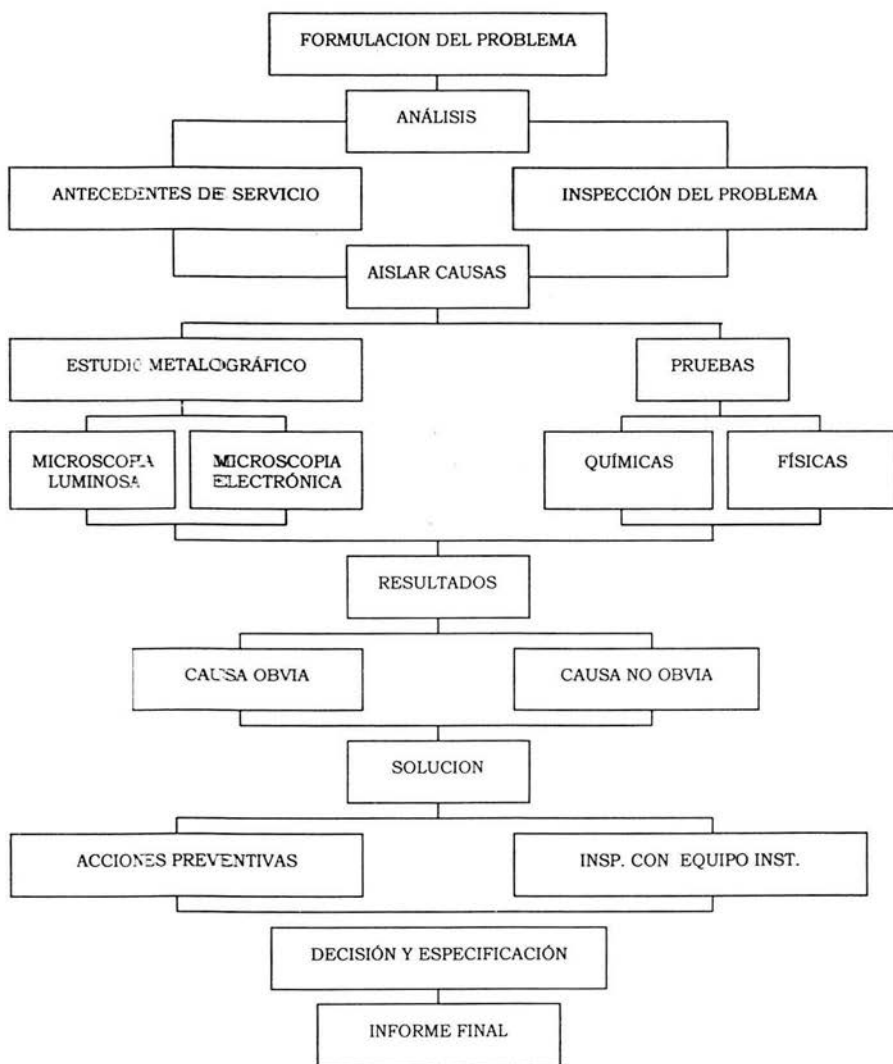 FORMULACION DEL PROBLEMA
ANÁLISIS
ANTECEDENTES DE SERVICIO
INSPECCIÓN DEL PROBLEMA
AISLAR CAUSAS
ESTUDIO METALOGRÁFICO
PRUEBAS
MICROSCOPIA
LUMINOSA
MICROSCOPIA
ELECTRÓNICA
QUÍMICAS
FÍSICAS
RESULTADOS
CAUSA OBVIA
CAUSA NO OBVIA
SOLUCION
ACCIONES PREVENTIVAS
INSP. CON EQUIPO INST.
DECISIÓN Y ESPECIFICACIÓN
INFORME FINAL